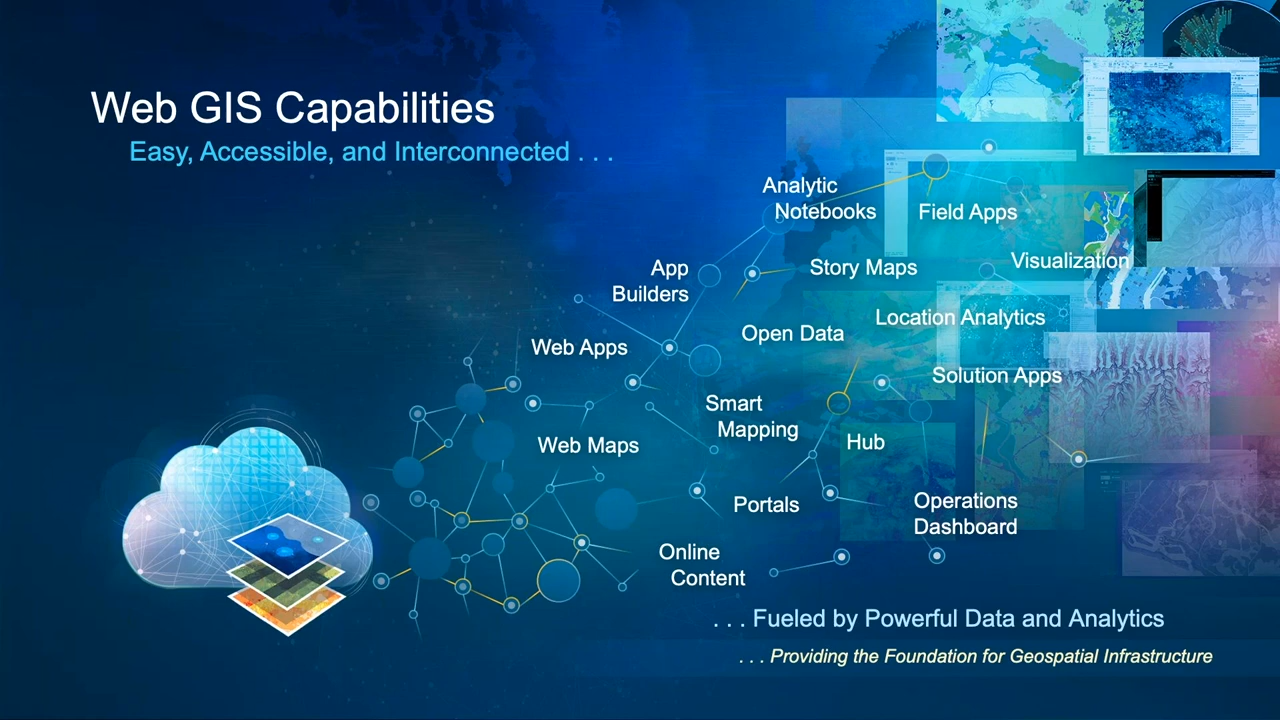 Web GIS Capabilities
Easy, Accessible, and Interconnected . . .
Analytic
Notebooks
Field Apps
App
Builders
Story Maps
Visualization
Web Apps
Open Data
Location Analytics
Solution Apps
Smart
Mapping
Web Maps
Hub
Portals
Operations
Dashboard
Online
Content
. . . Fueled by Powerful Data and Analytics
. . . Providing the Foundation for Geospatial Infrastructure